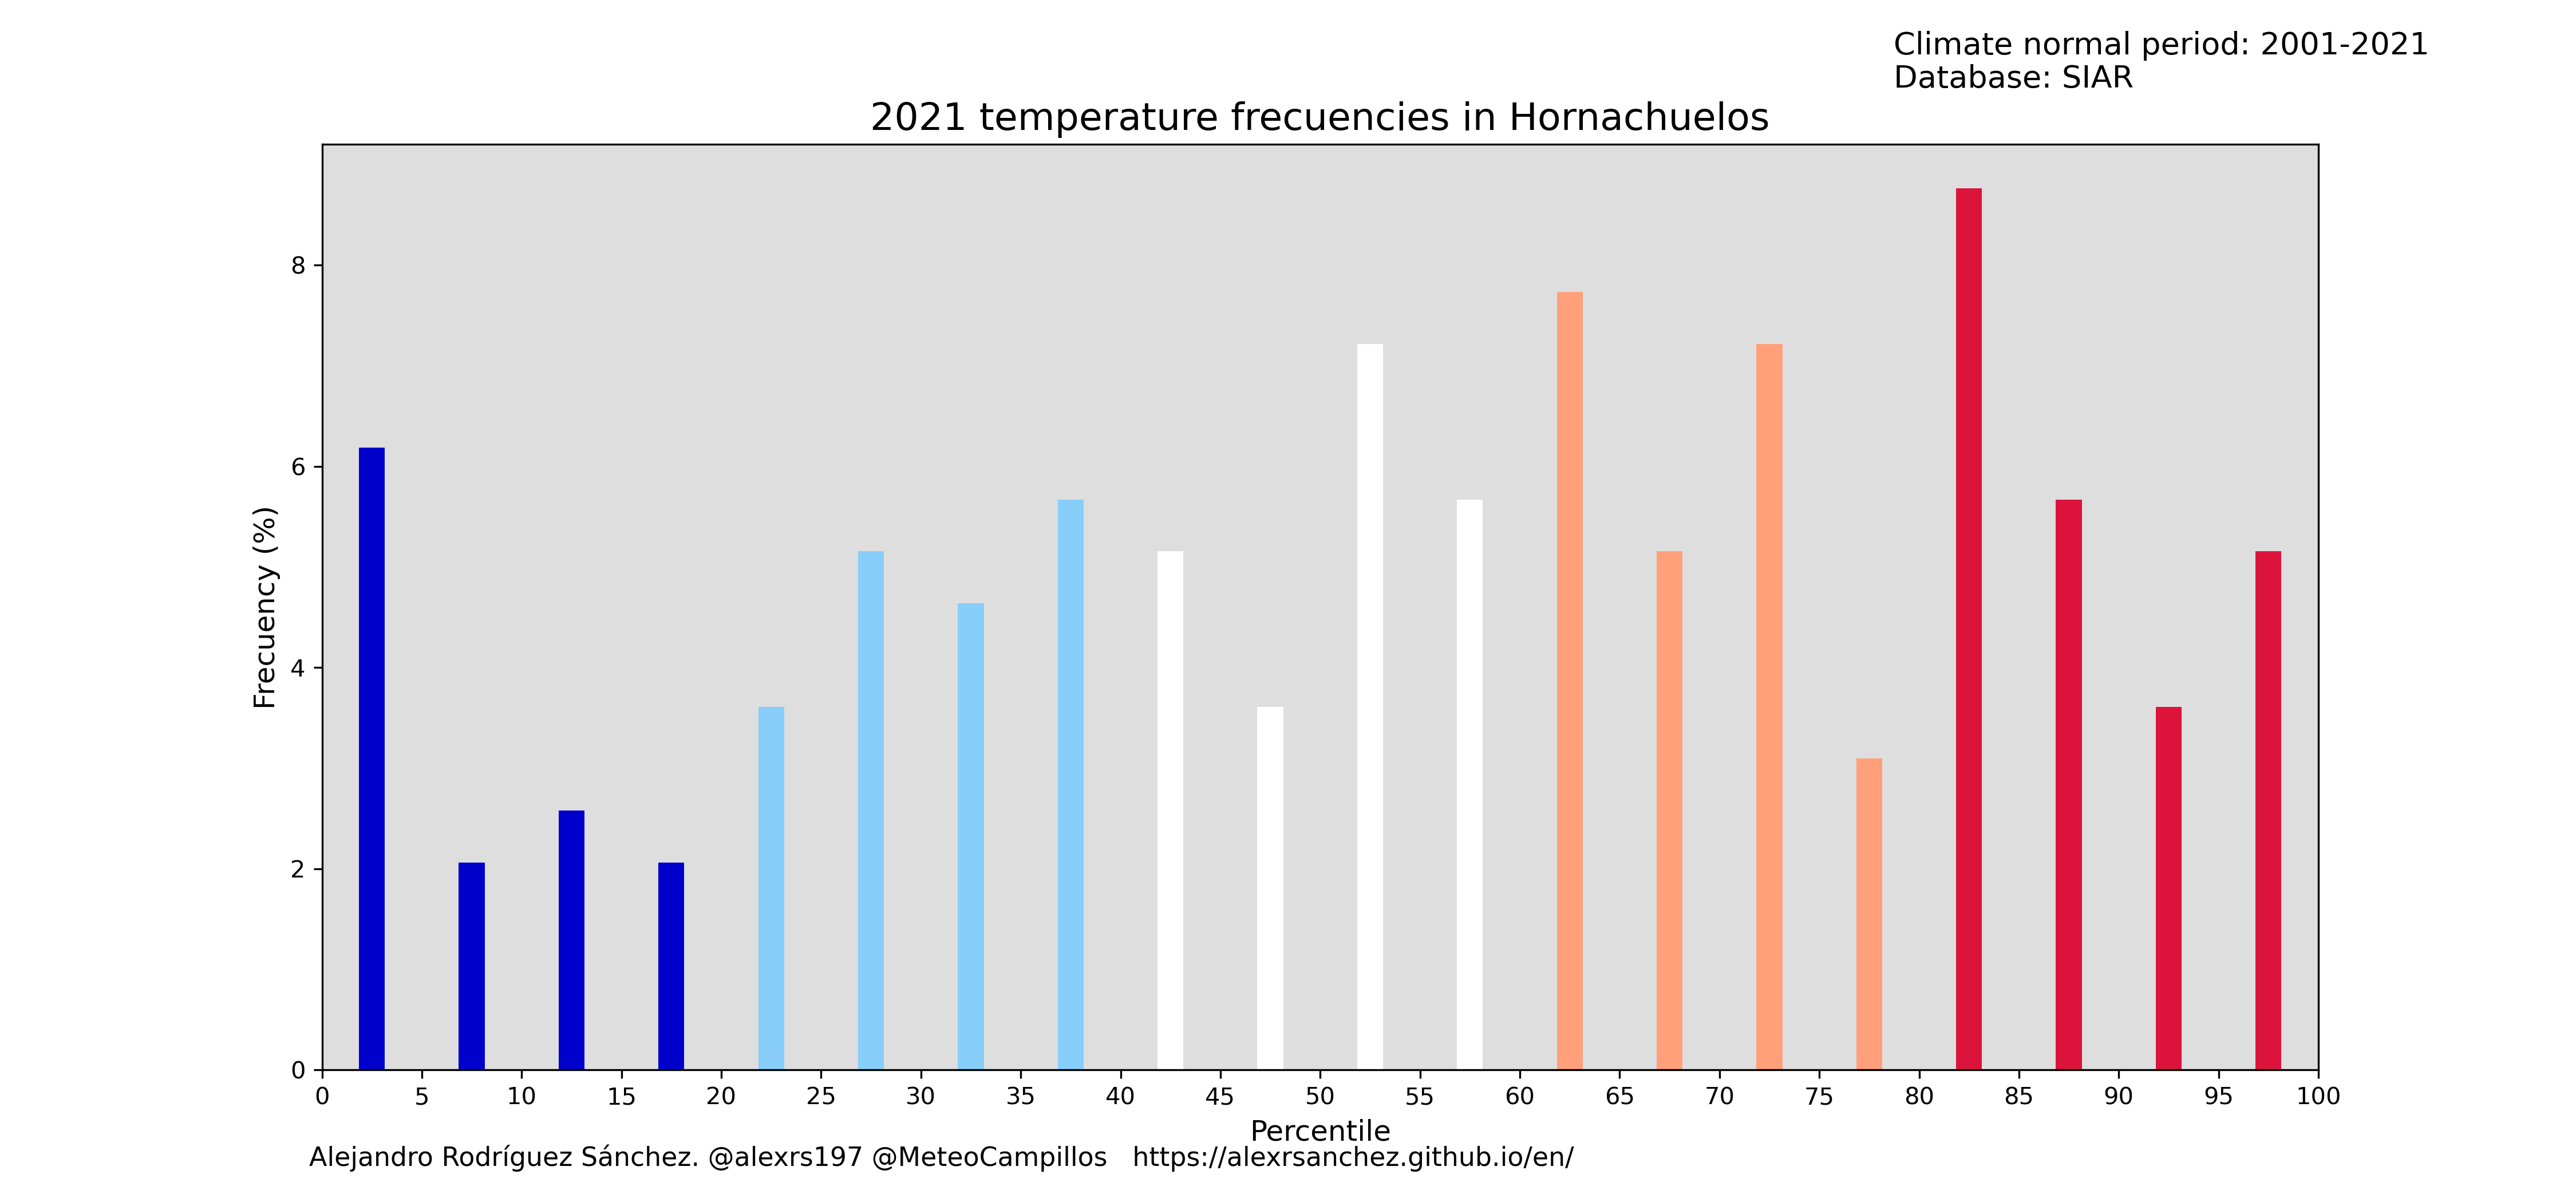 Climate normal period: 2001-2021
Database: SIAR
2021 temperature frecuencies in Hornachuelos
8
6
4
2
0
Frecuency (%)
0 5 10 15 20 25 30 35 40 45 50 55 60 65 70 75 80 85 90 95 100
Percentile
Alejandro Rodríguez Sánchez. @alexrs197 @MeteoCampillos https://alexrsanchez.github.io/en/